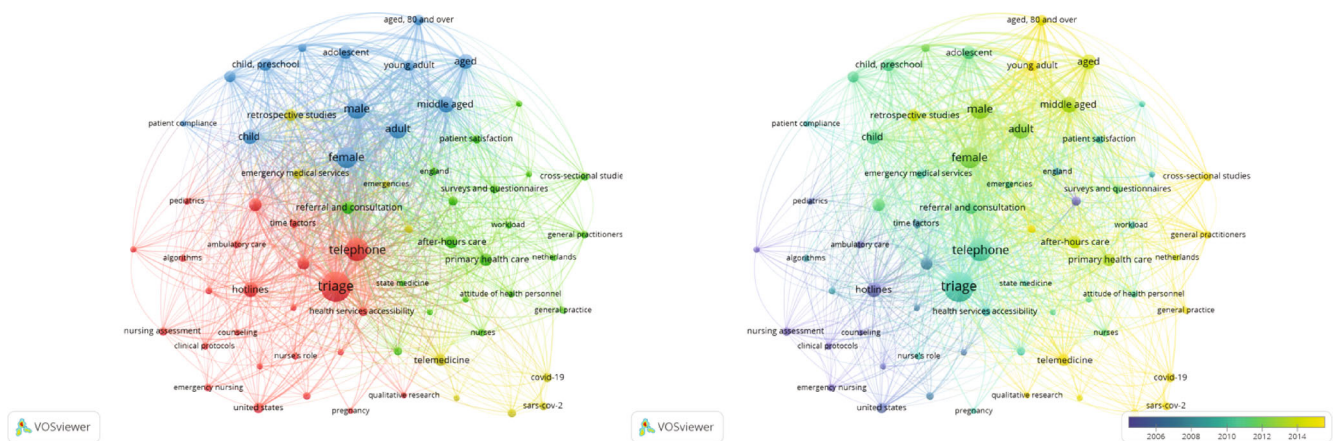 aged, 80 and over
adolescent
child, preschool
young adult
aged
male
middle aged
retrospective studies
patient compliance
adult
child
patient satisfaction
female
england
emergency medical services
cross-sectional studie
emergencies
surveys and questionnaires
pediatrics
referral and consultation
time factors
workload
general practitioners
ambulatory care
telephone
after-hours care
algorithms
primary health care
netherlands
hotlines
triage
state medicine
attitude of health personnel
health services accessibility
general practice
nursing assessment
counseling
nurses
clinical protocols
nurse's role
telemedicine
covid-19
emergency nursing
qualitative research
united states
pregnancy
sars-cov-2
VOSviewer
aged, 80 and over
adolescent
child, preschool
young adult
aged
male
middle aged
retrospective studies
patient compliance
adult
child
patient satisfaction
female
england
emergency medical services
cross-sectional studies
emergencies
surveys and questionnaires
pediatrics
referral and consultation
time factors
workload
general practitioners
ambulatory care
telephone
after-hours care
algorithms
primary health care
netherlands
hotlines
triage
state medicine
attitude of health personnel
health services accessibility
general practice
nursing assessment
counseling
nurses
clinical protocols
nurse's role
telemedicine
covid-19
emergency nursing
qualitative research
united states
pregnancy
sars-cov-2
VOSviewer
2006 2008 2010 2012 2014